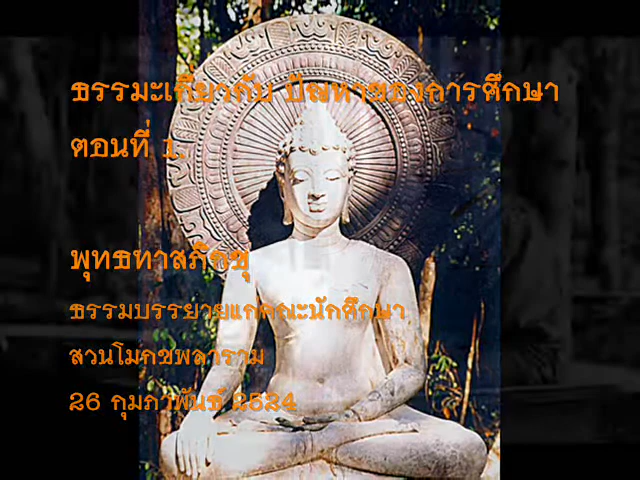 ธรรมะเกี่ยวกับ ปัญหาของการศึกษา
ตอนที่ 1.
พุทธทาสภิกขุ
ธรรมบรรยายแก่คณะนักศึกษา
สวนโมกขพลาราม
26 กุมภาพันธ์ 2524